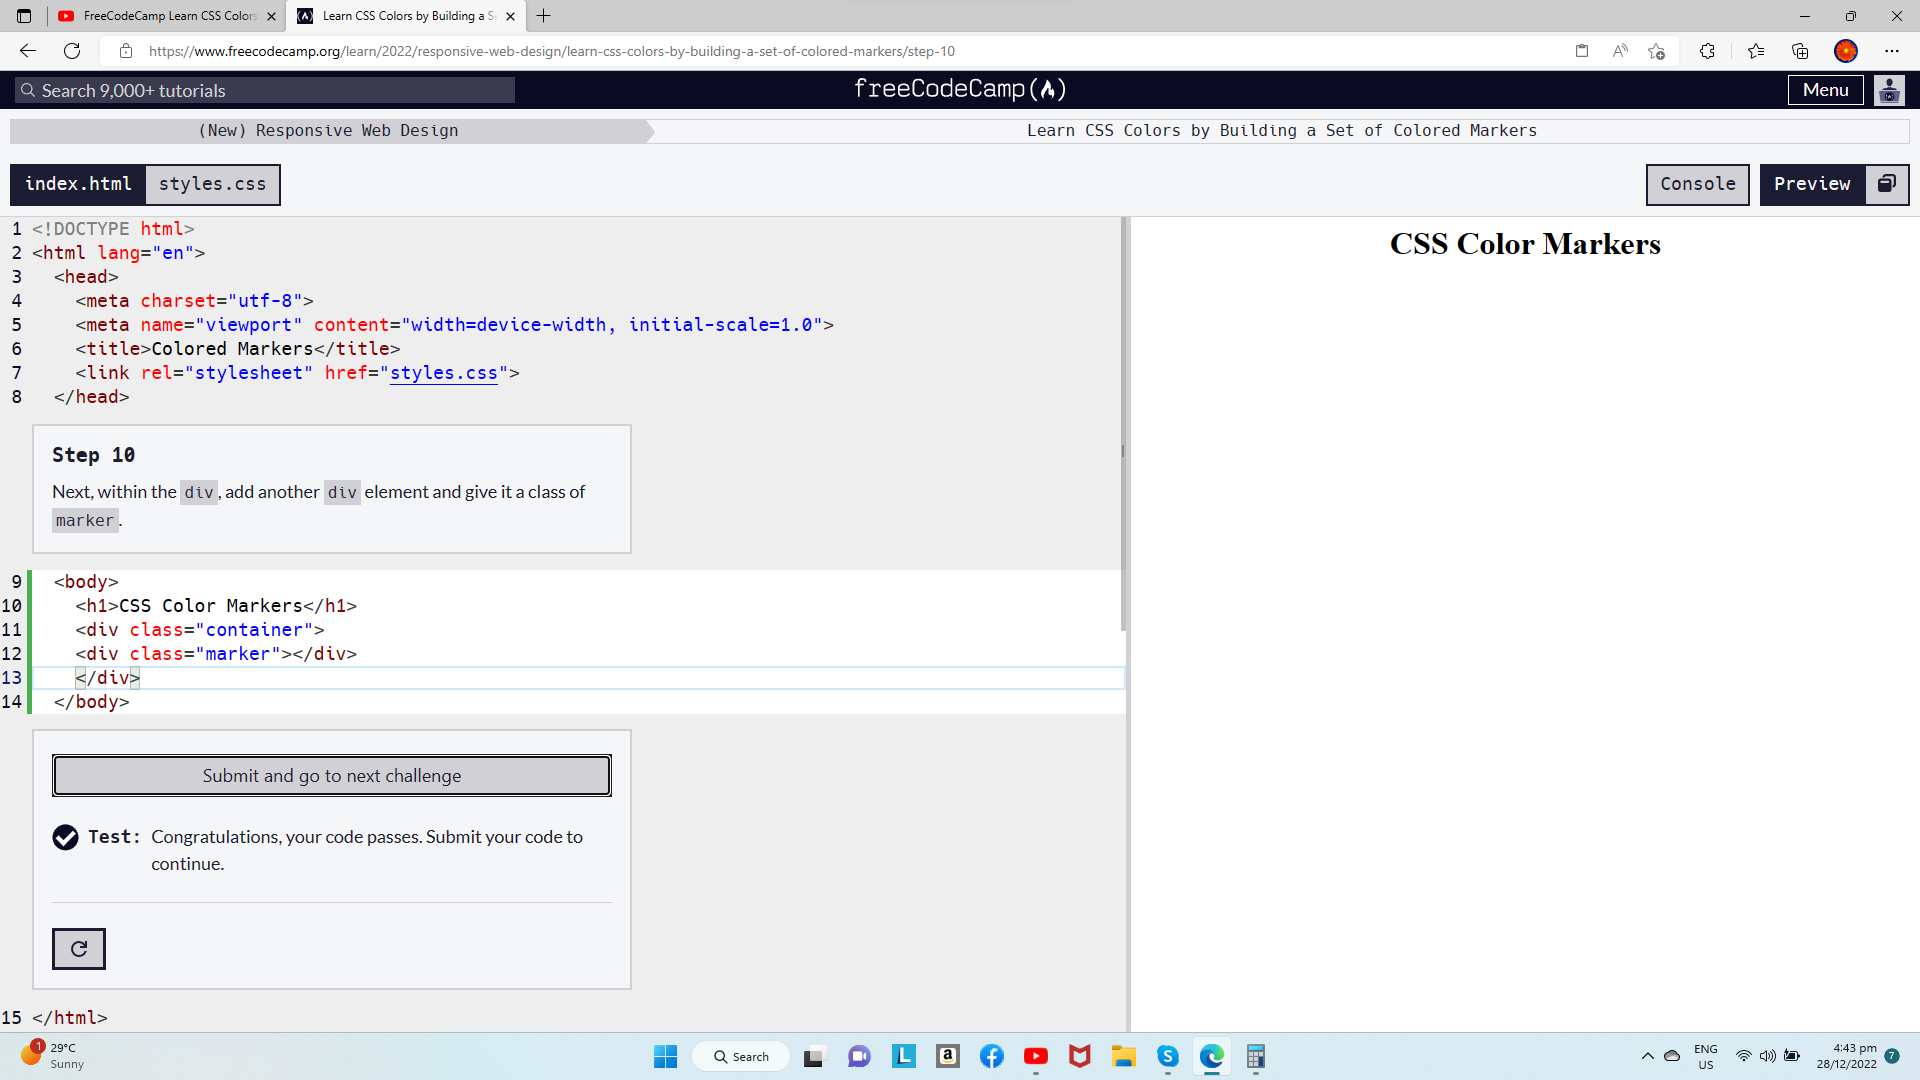 FreeCodeCamp Learn CSS Colors
Learn CSS Colors by Building a Se
https://www.freecodecamp.org/learn/2022/responsive-web-design/learn-css-colors-by-building-a-set-of-colored-markers/step-10
Search 9,000+ tutorials
freeCodeCamp
Menu
(New) Responsive Web Design
Learn CSS Colors by Building a Set of Colored Markers
index.html
styles.css
Console
Preview
1 <!DOCTYPE html>
2 <html lang="en">
3 <head>
4 <meta charset="utf-8">
5 <meta name="viewport" content="width=device-width, initial-scale=1.0">
6 <title>Colored Markers</title>
7 <link rel="stylesheet" href="styles.css">
8 </head>
CSS Color Markers
Step 10
Next, within the div, add another div element and give it a class of
marker.
9 <body>
10 <h1>CSS Color Markers</h1>
11 <div class="container">
12 <div class="marker"></div>
13 </div>
14 </body>
Submit and go to next challenge
Test: Congratulations, your code passes. Submit your code to
continue.
15 </html>
1
29°C
Sunny
Search
ENG
US
4:43 pm
28/12/2022
7